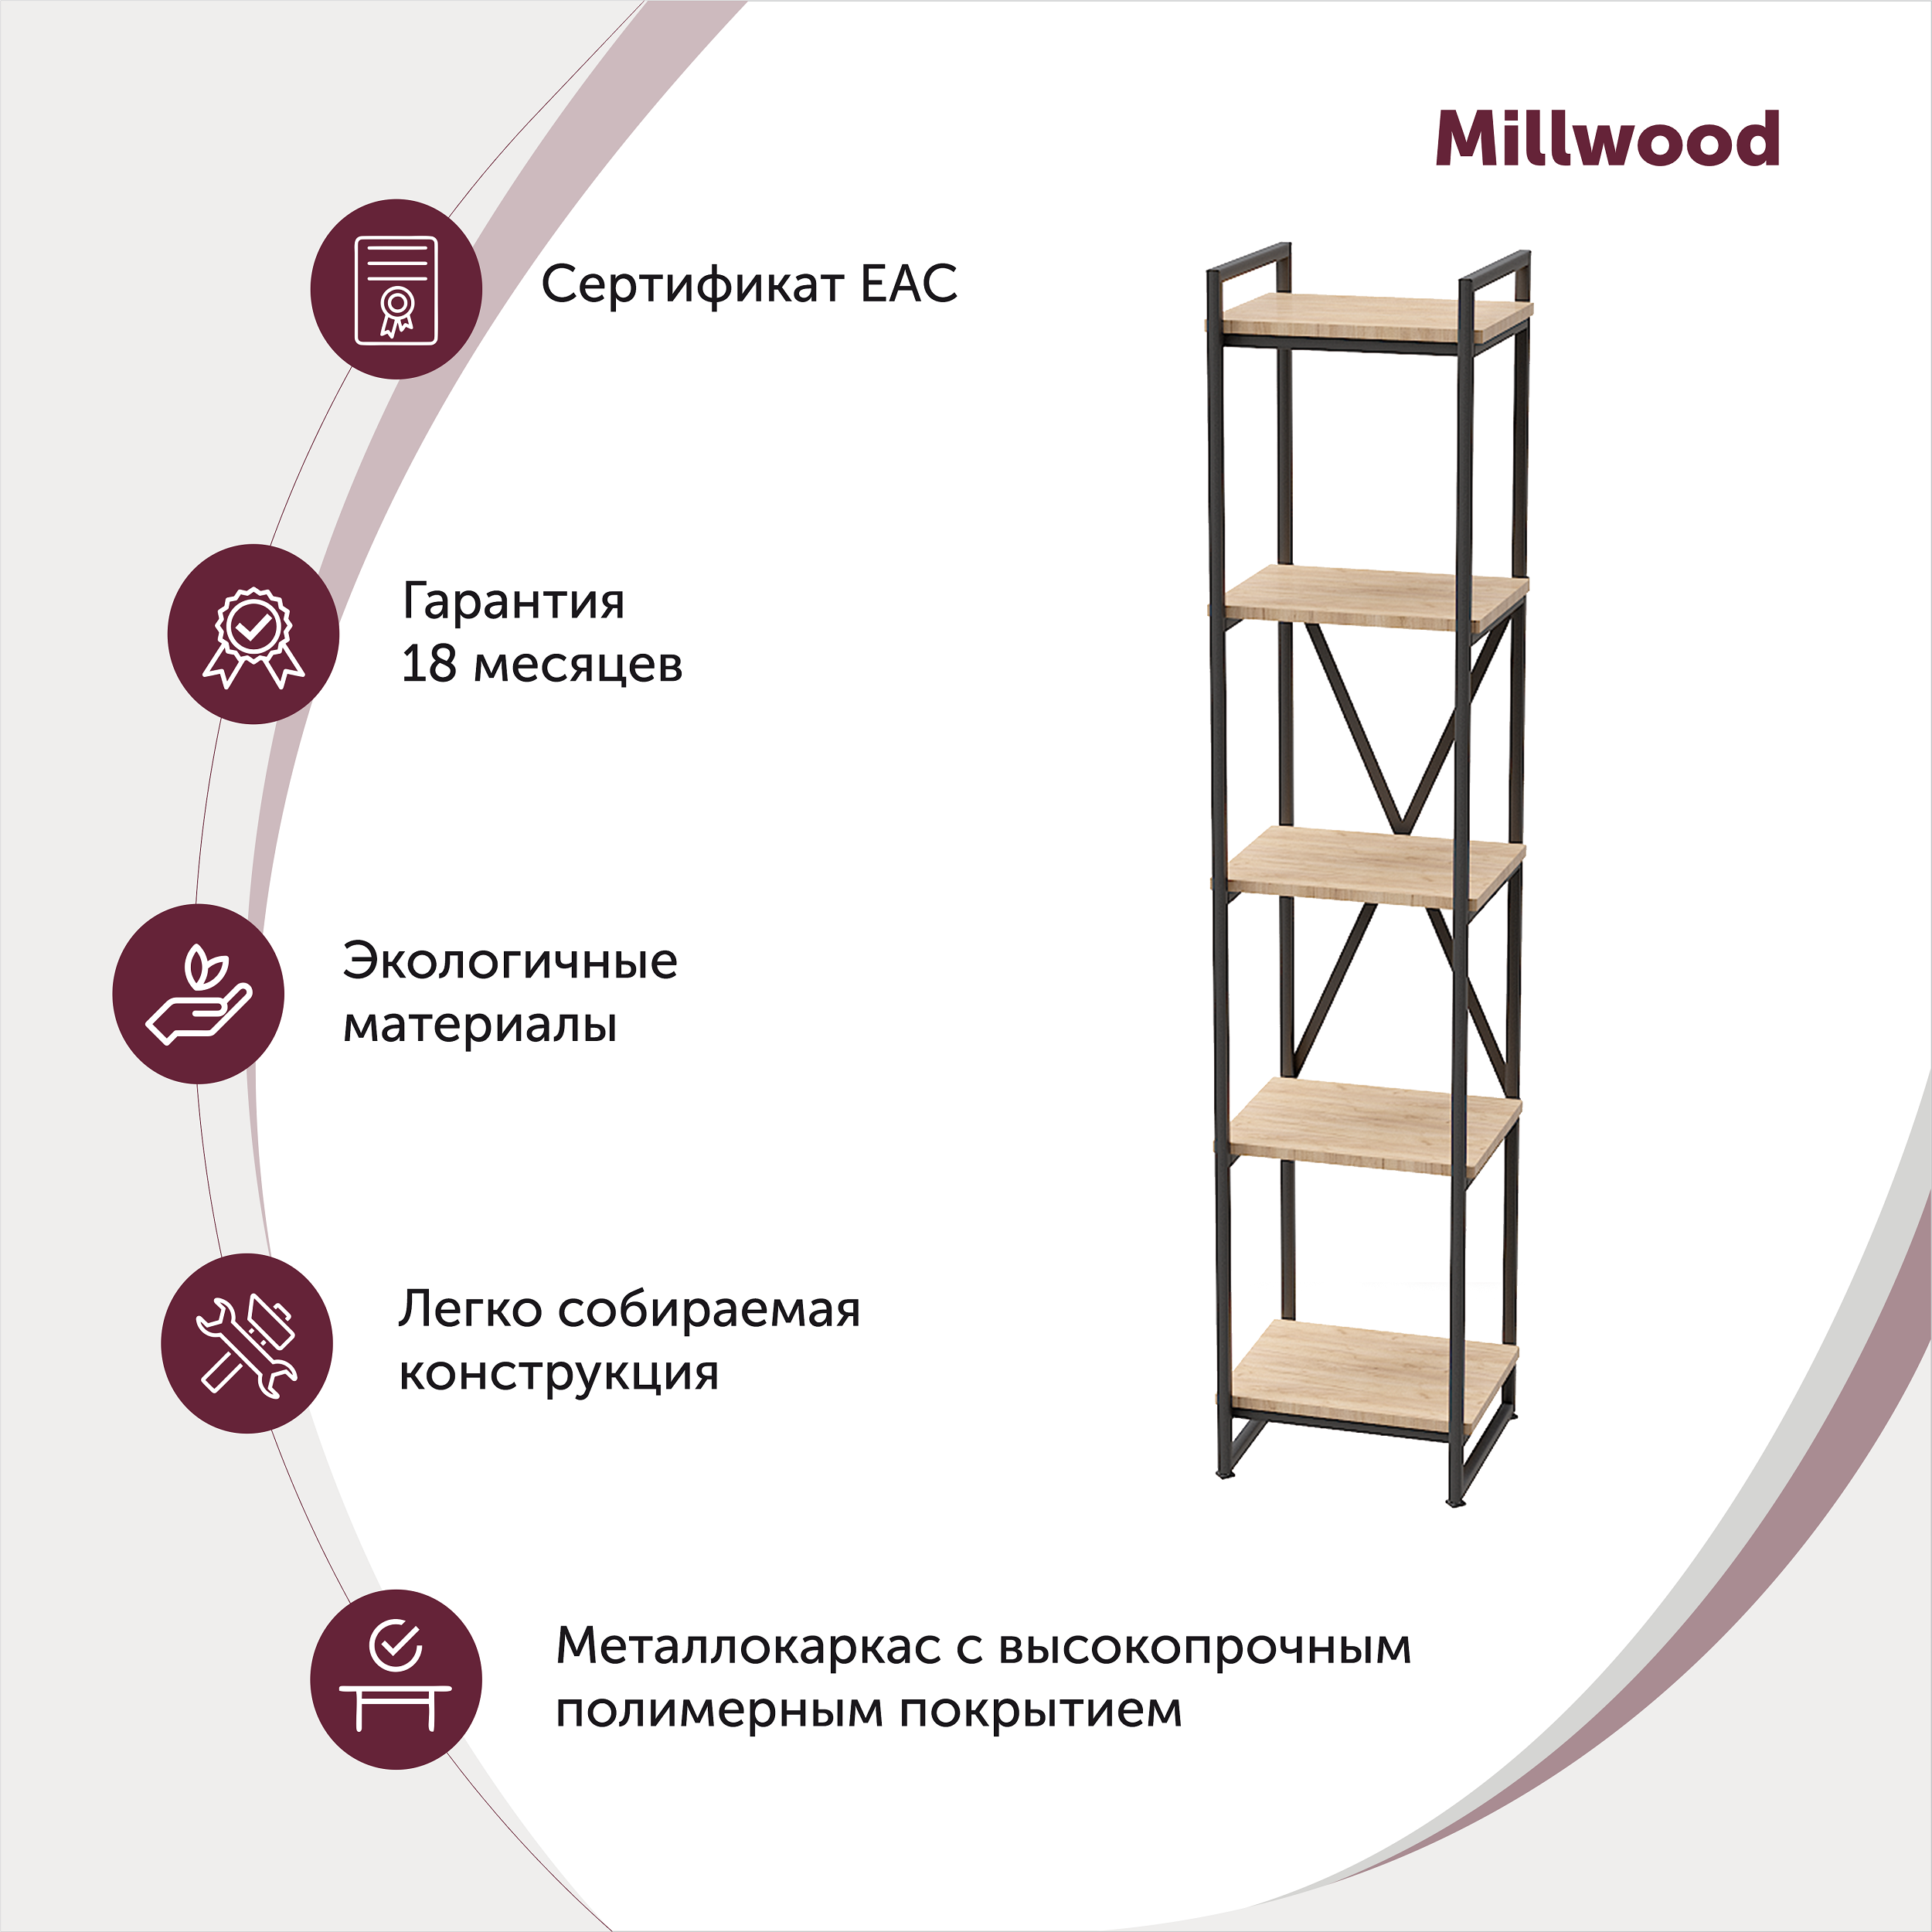 Millwood
Сертификат ЕАС
Гарантия
18 месяцев
Экологичные
материалы
Легко собираемая
конструкция
Металлокаркас с высокопрочным
полимерным покрытием